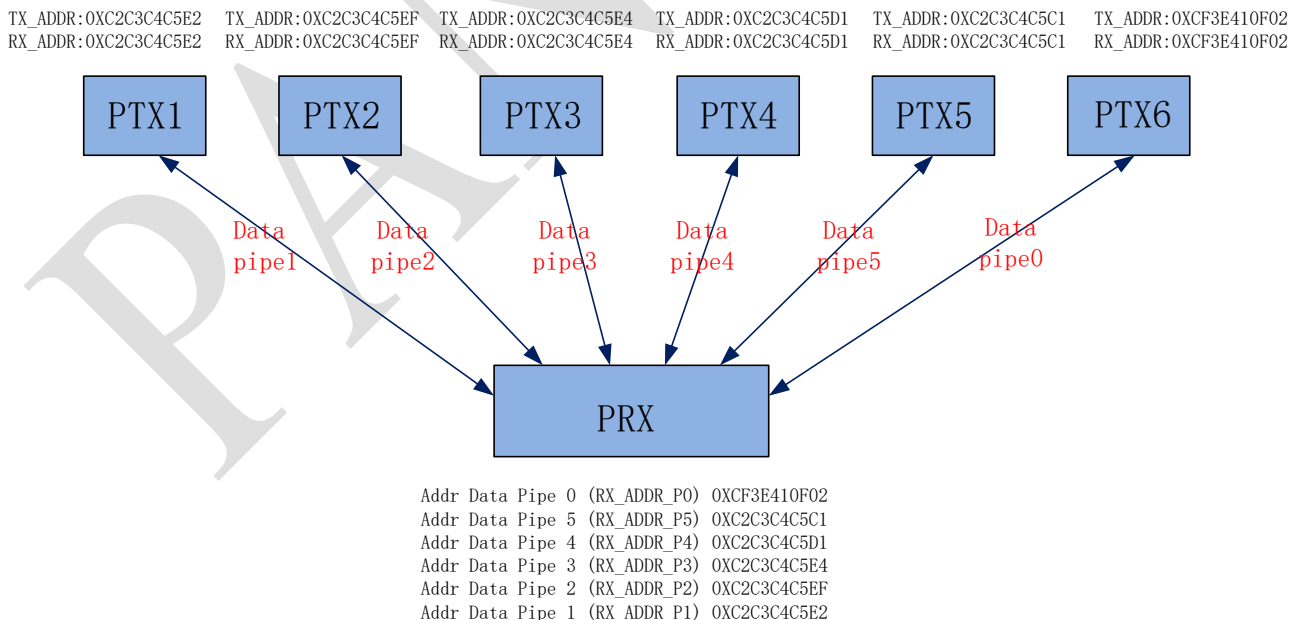 TX_ADDR:0XC2C3C4C5E2 TX_ADDR:0XC2C3C4C5EF TX_ADDR:0XC2C3C4C5E4 TX_ADDR:0XC2C3C4C5D1 TX_ADDR:0XC2C3C4C5C1 TX_ADDR:0XCF3E410F02
RX_ADDR:0XC2C3C4C5E2 RX_ADDR:0XC2C3C4C5EF RX_ADDR:0XC2C3C4C5E4 RX_ADDR:0XC2C3C4C5D1 RX_ADDR:0XC2C3C4C5C1 RX_ADDR:0XCF3E410F02
PTX1 PTX2 PTX3 PTX4 PTX5 PTX6
Data Data Data Data Data Data
pipe1 pipe2 pipe3 pipe4 pipe5 pipe0
PRX
Addr Data Pipe 0 (RX_ADDR_P0) 0XCF3E410F02
Addr Data Pipe 5 (RX_ADDR_P5) 0XC2C3C4C5C1
Addr Data Pipe 4 (RX_ADDR_P4) 0XC2C3C4C5D1
Addr Data Pipe 3 (RX_ADDR_P3) 0XC2C3C4C5E4
Addr Data Pipe 2 (RX_ADDR_P2) 0XC2C3C4C5EF
Addr Data Pipe 1 (RX_ADDR_P1) 0XC2C3C4C5E2